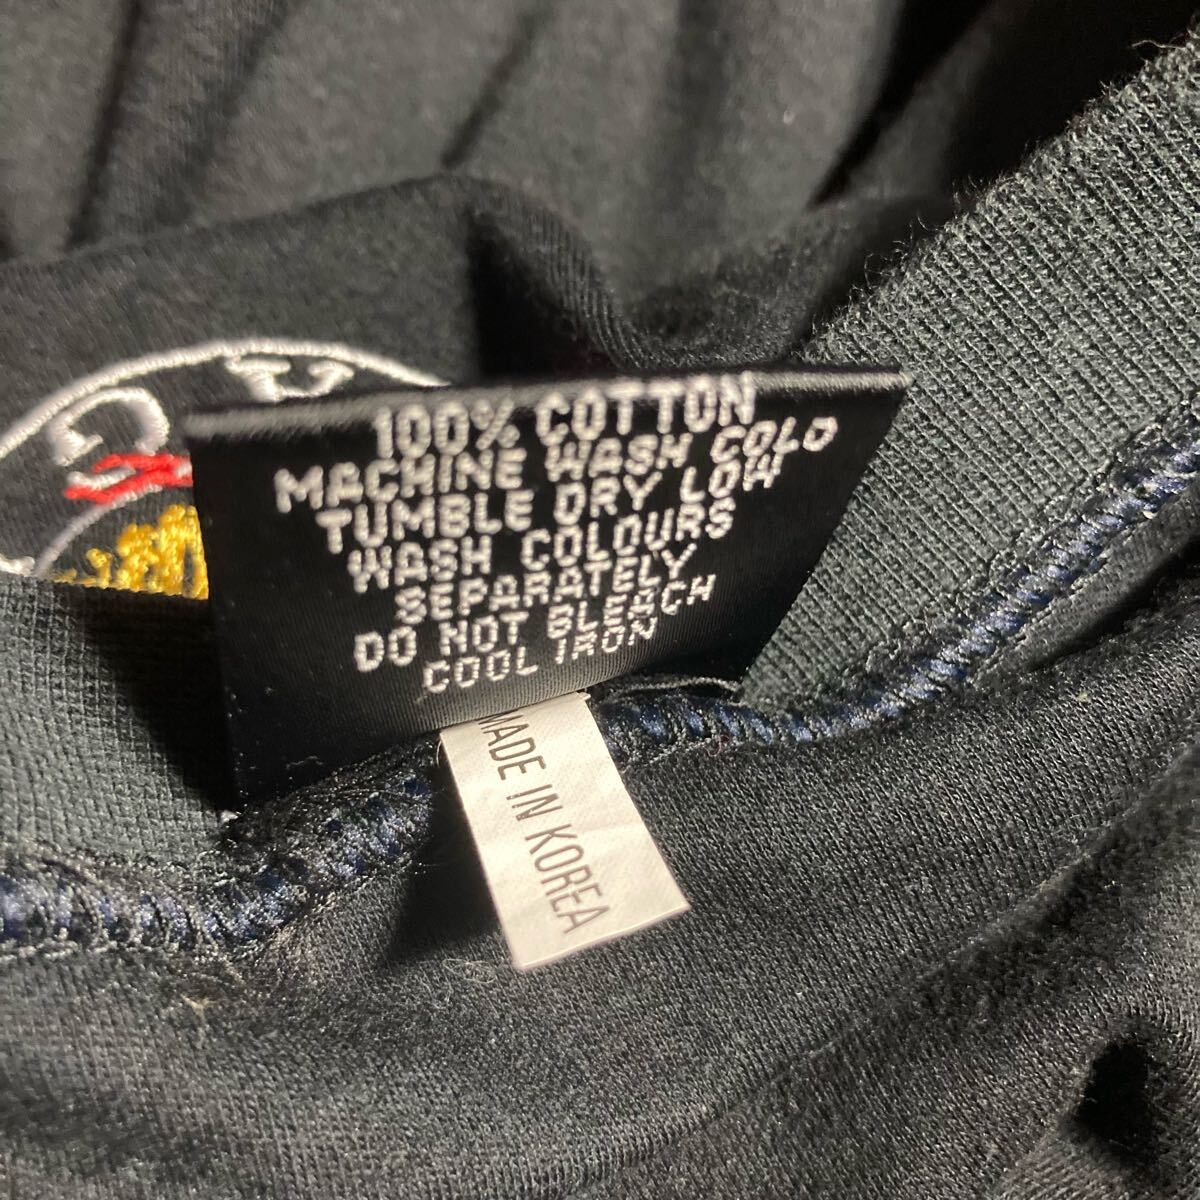 100% COTTON
MACHINE WASH COLD
TUMBLE DRY LOW
WASH COLOURS
SEPARATELY
DO NOT BLEACH
COOL IRON
MADE IN KOREA